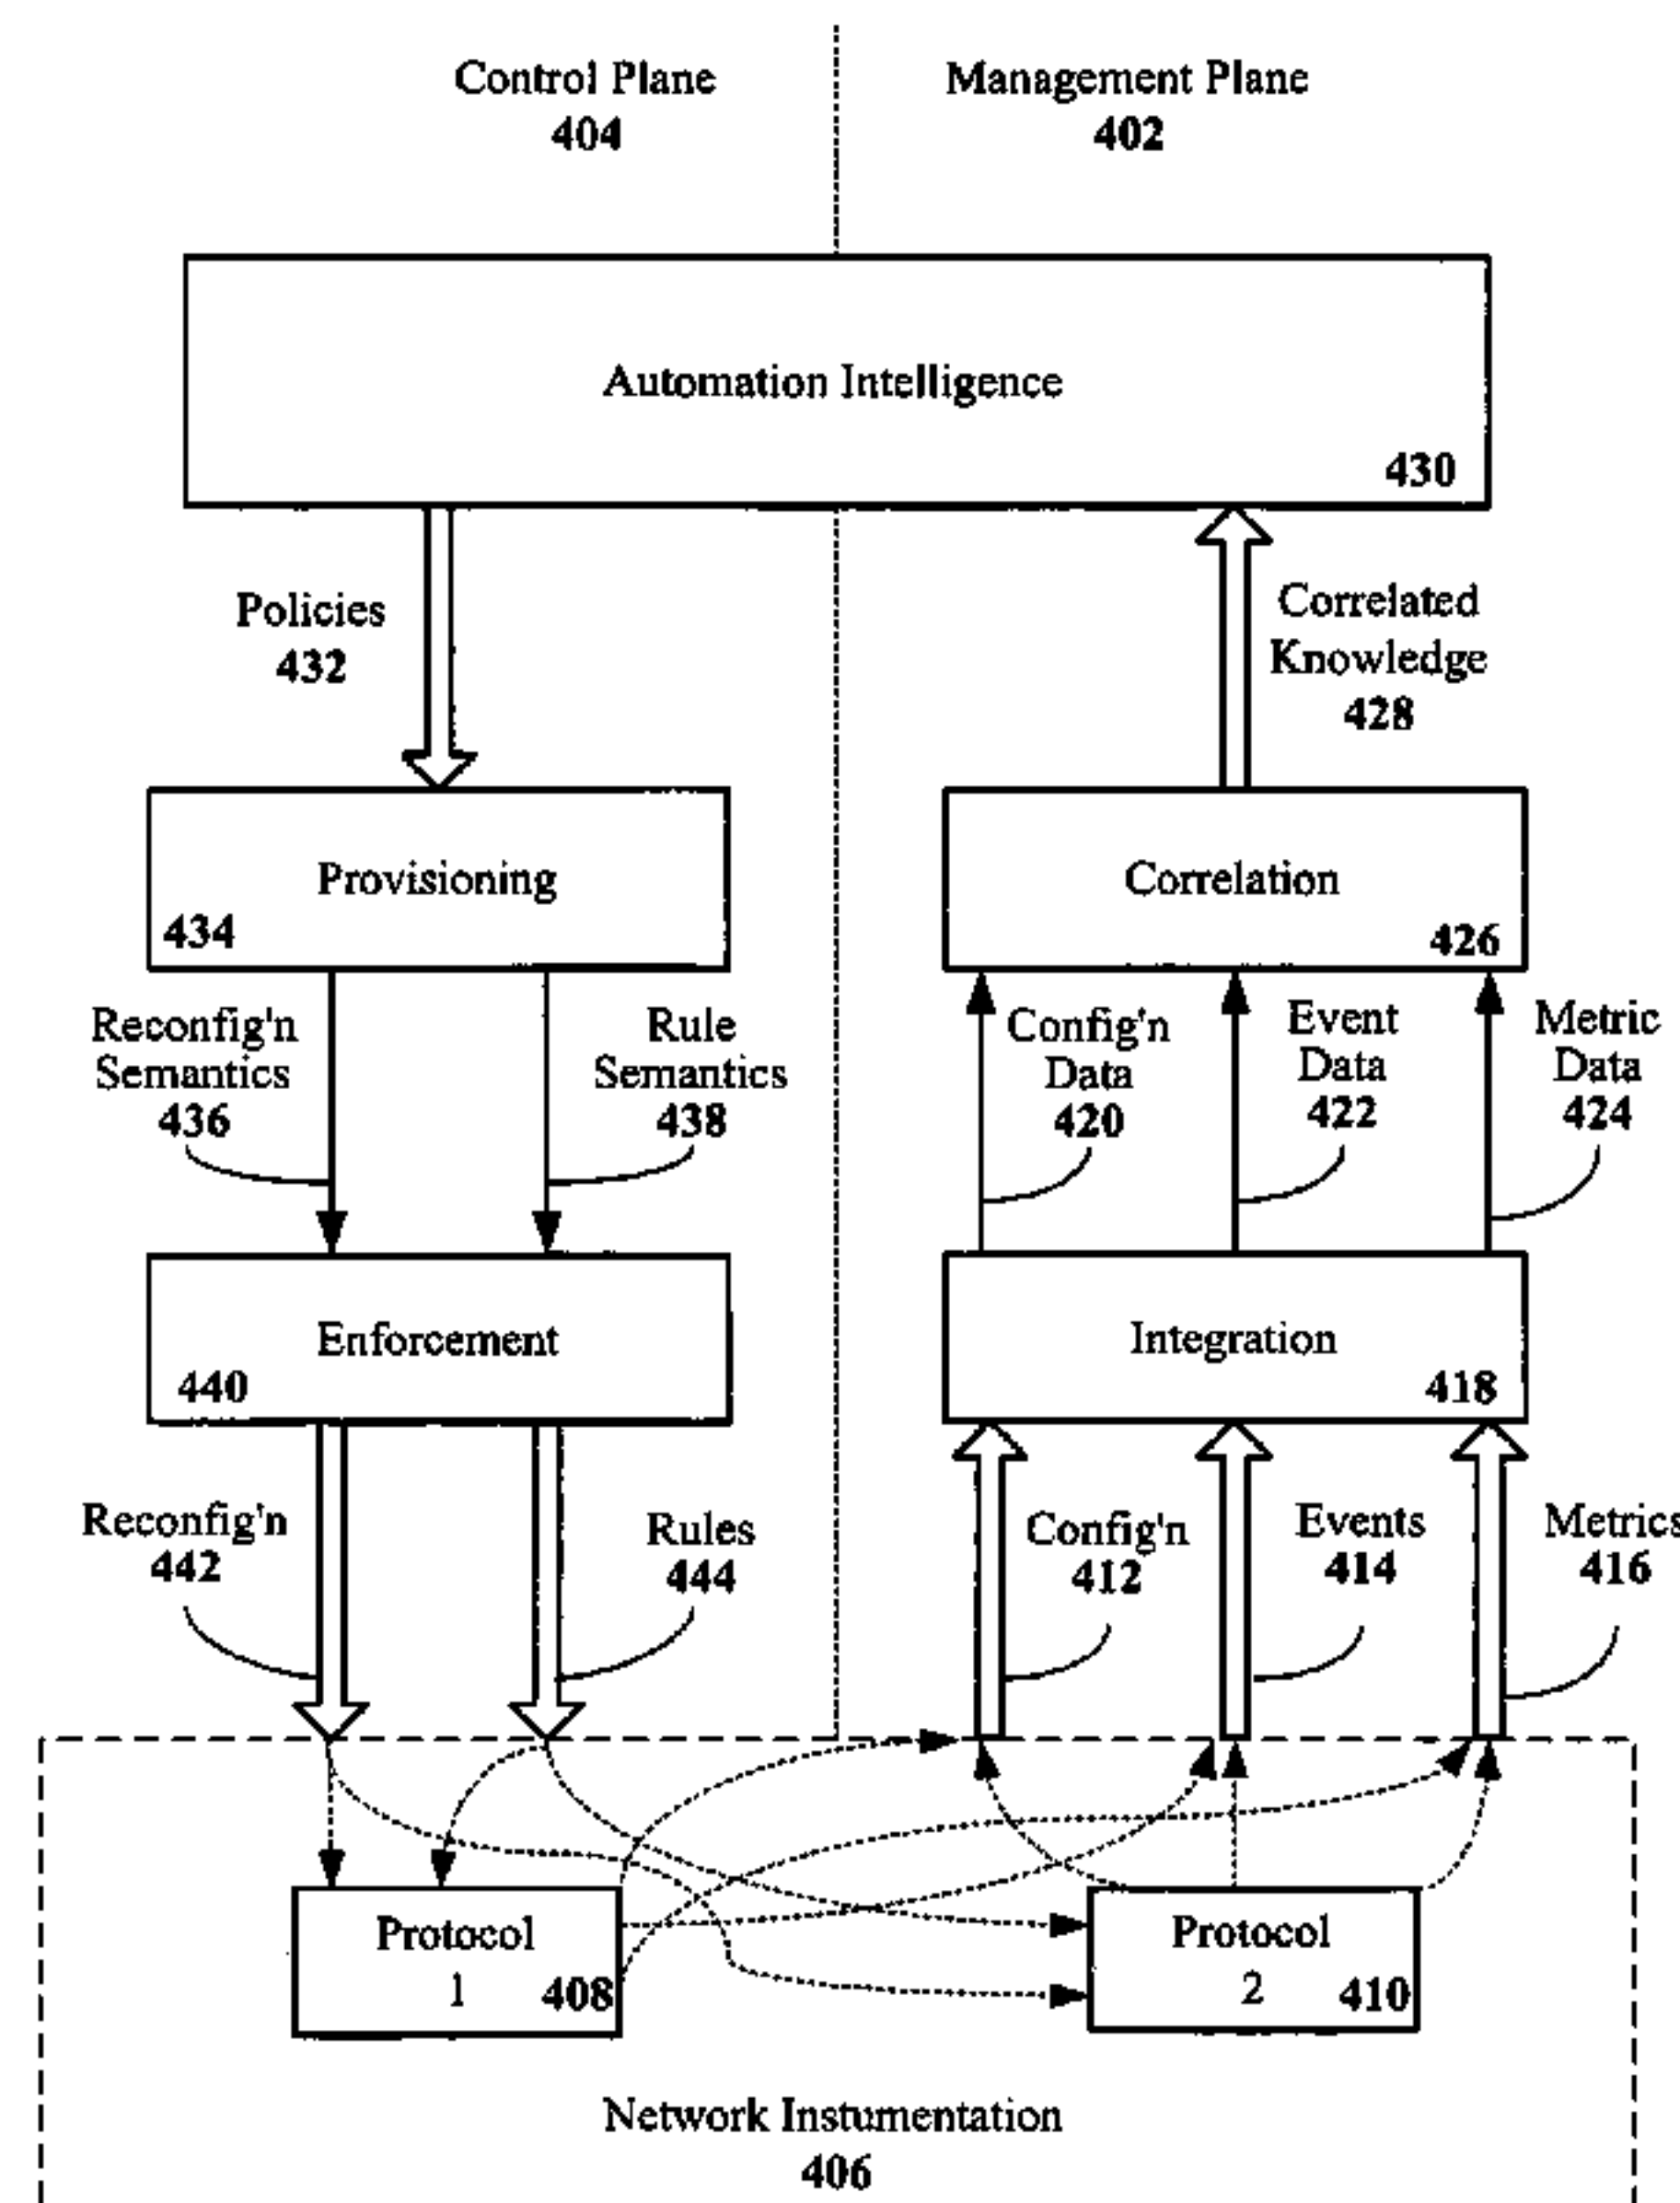 Control Plane
404
Management Plane
402
Automation Intelligence
430
Policies
432
Correlated
Knowledge
428
Provisioning
434
Correlation
426
Reconfig'n
Semantics
436
Rule
Semantics
438
Config'n
Data
420
Event
Data
422
Metric
Data
424
Enforcement
440
Integration
418
Reconfig'n
442
Rules
444
Config'n
412
Events
414
Metrics
416
Protocol
1
408
Protocol
2
410
Network Instumentation
406